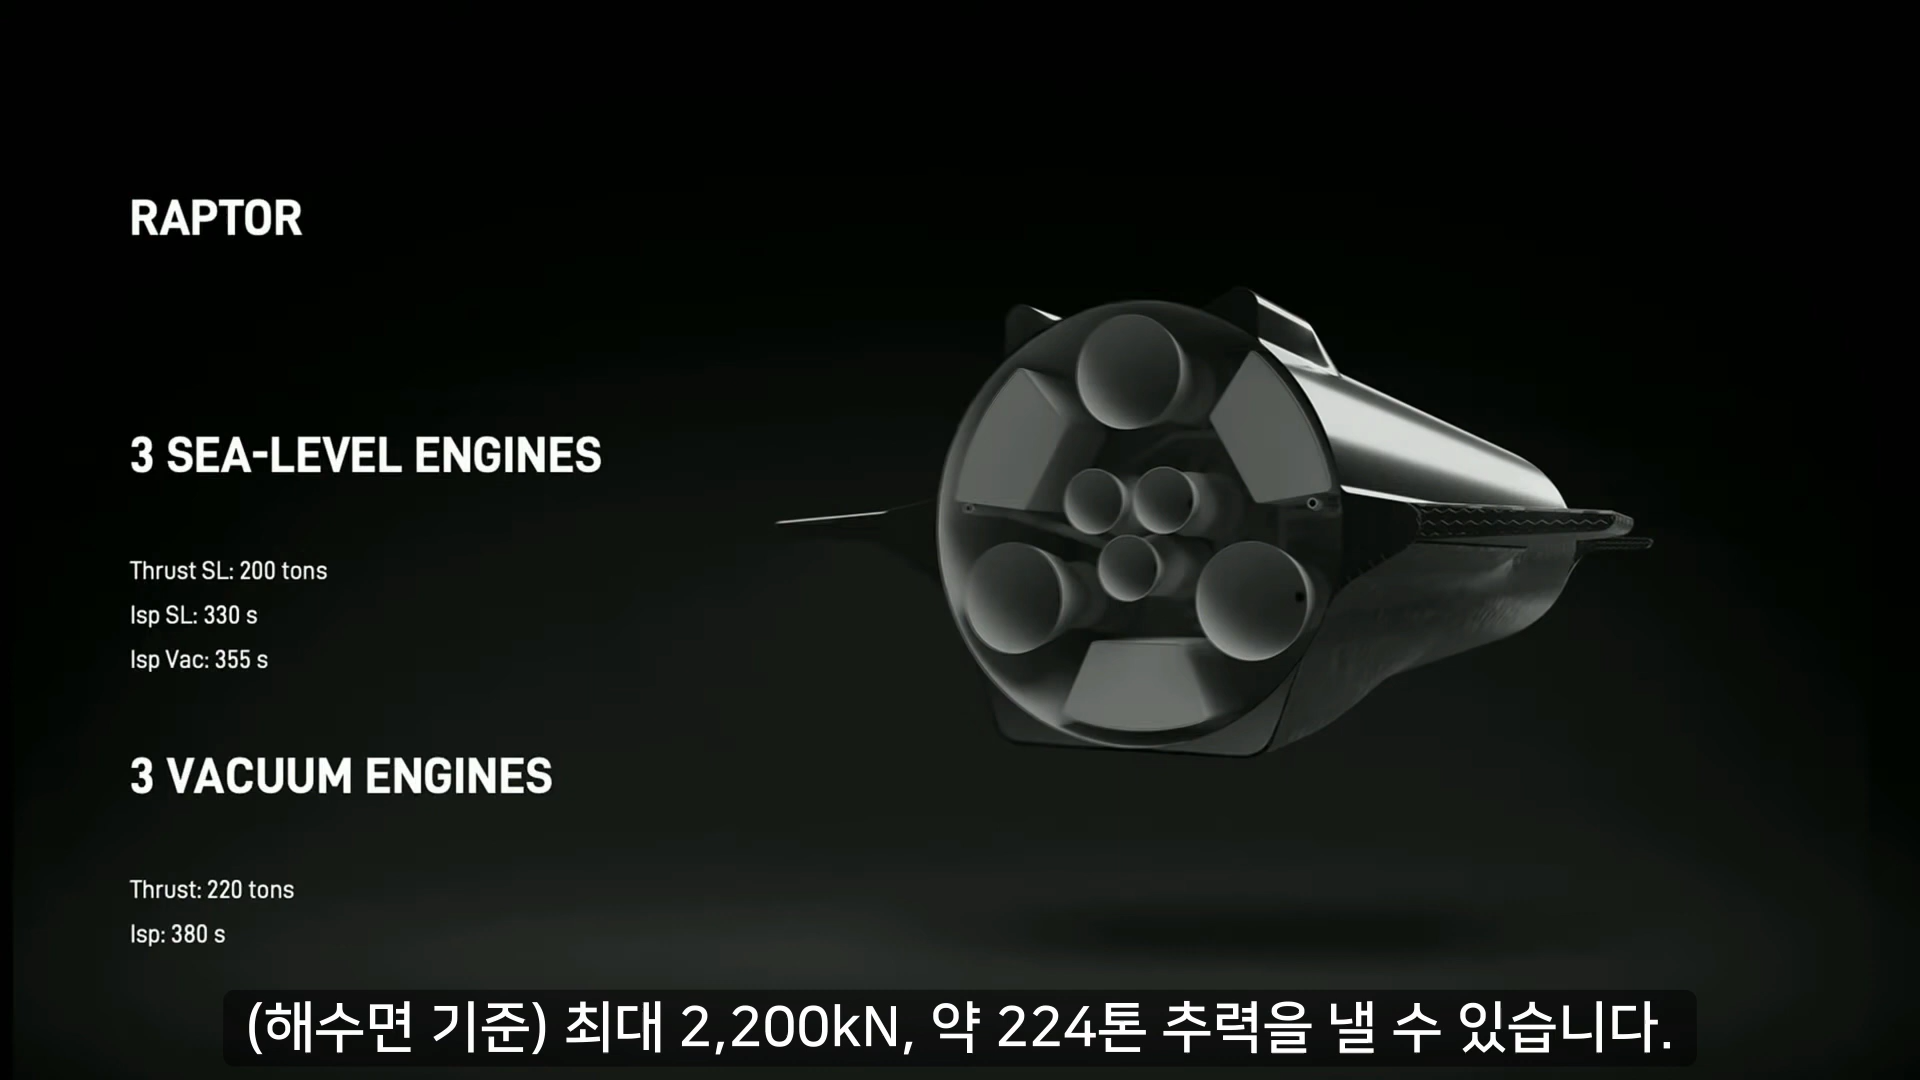 RAPTOR
3 SEA-LEVEL ENGINES
Thrust SL: 200 tons
Isp SL: 330 s
Isp Vac: 355 s
3 VACUUM ENGINES
Thrust: 220 tons
Isp: 380 s
(해수면 기준) 최대 2,200kN, 약 224톤 추력을 낼 수 있습니다.